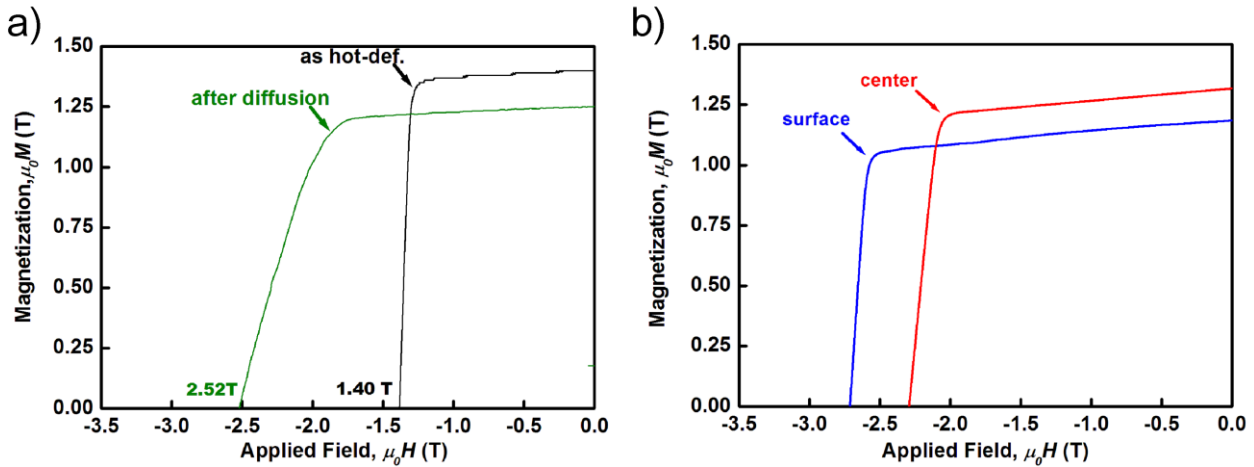 a)
1.50
1.25
1.00
0.75
0.50
0.25
0.00
Magnetization, μ₀M (T)
as hot-def.
after diffusion
2.52T
1.40 T
-3.5 -3.0 -2.5 -2.0 -1.5 -1.0 -0.5 0.0
Applied Field, μ₀H (T)
b)
1.50
1.25
1.00
0.75
0.50
0.25
0.00
Magnetization, μ₀M (T)
center
surface
-3.5 -3.0 -2.5 -2.0 -1.5 -1.0 -0.5 0.0
Applied Field, μ₀H (T)